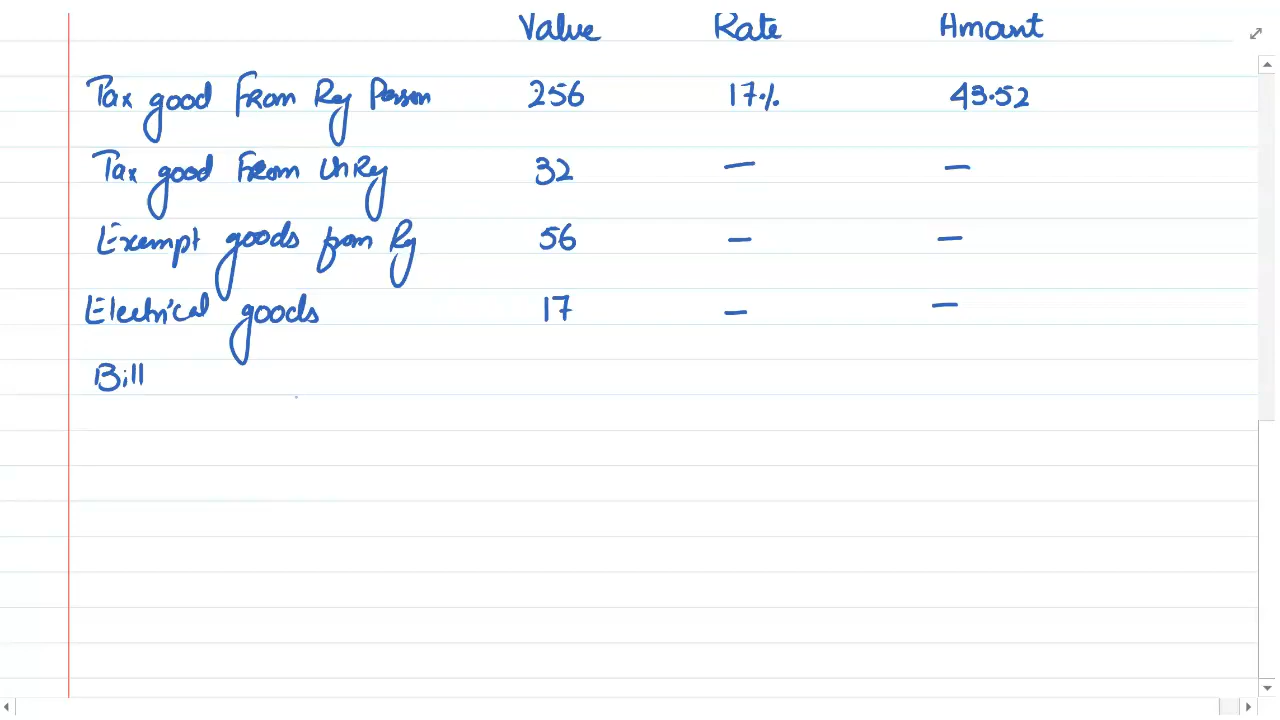 Value Rate Amount
Tax good From Reg Person 256 17% 43.52
Tax good From UnReg 32 — —
Exempt goods from Reg 56 — —
Electrical goods 17 — —
Bill